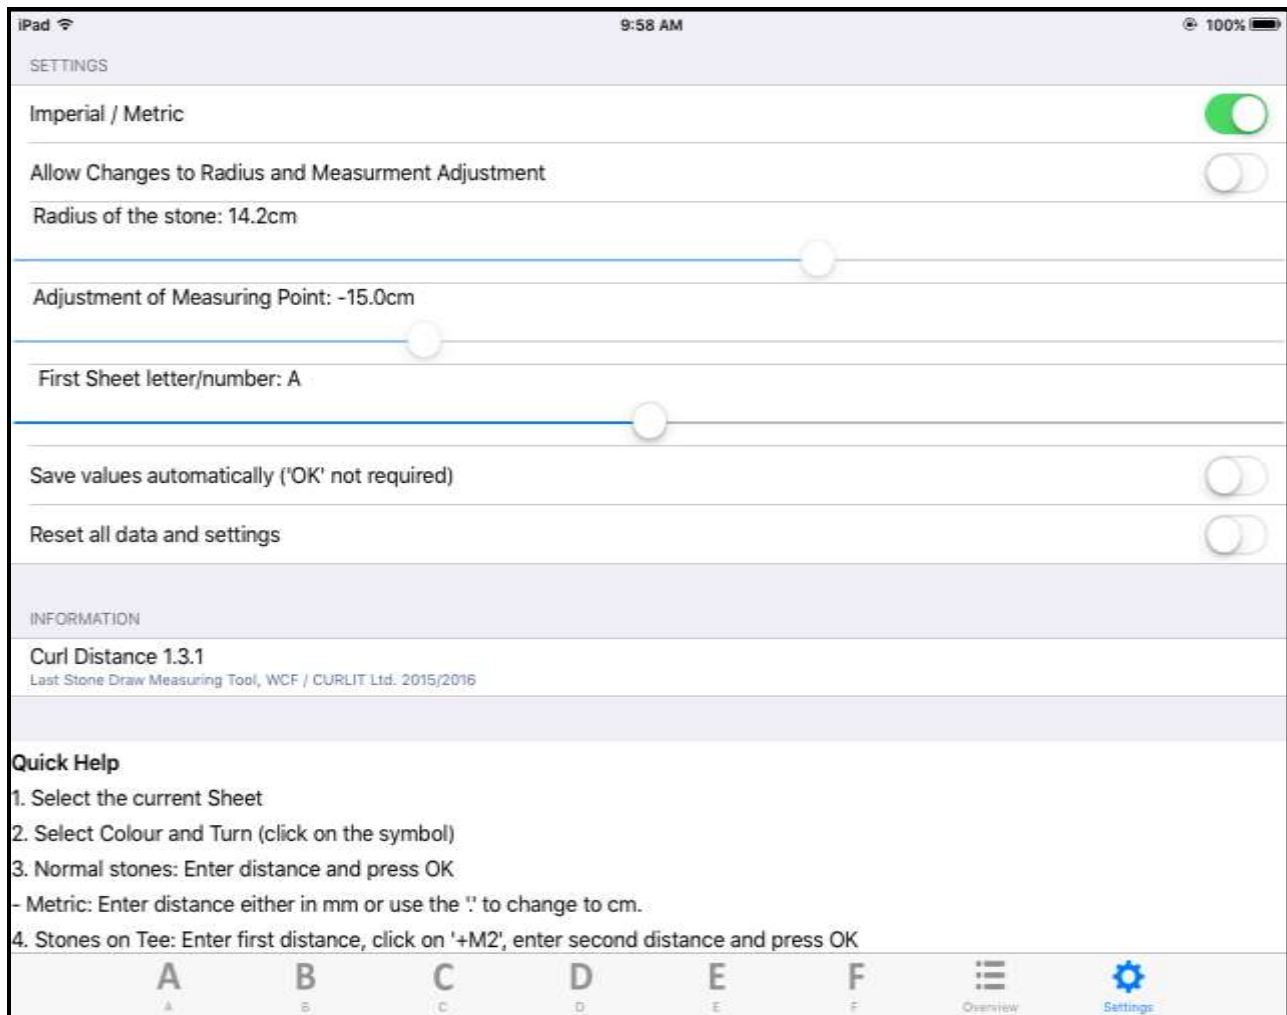 iPad 9:58 AM 100%
SETTINGS
Imperial / Metric
Allow Changes to Radius and Measurment Adjustment
Radius of the stone: 14.2cm
Adjustment of Measuring Point: -15.0cm
First Sheet letter/number: A
Save values automatically ('OK' not required)
Reset all data and settings
INFORMATION
Curl Distance 1.3.1
Last Stone Draw Measuring Tool, WCF / CURLIT Ltd. 2015/2016
Quick Help
1. Select the current Sheet
2. Select Colour and Turn (click on the symbol)
3. Normal stones: Enter distance and press OK
- Metric: Enter distance either in mm or use the '.' to change to cm.
4. Stones on Tee: Enter first distance, click on '+M2', enter second distance and press OK
A B C D E F
A B C D E F Overview Settings